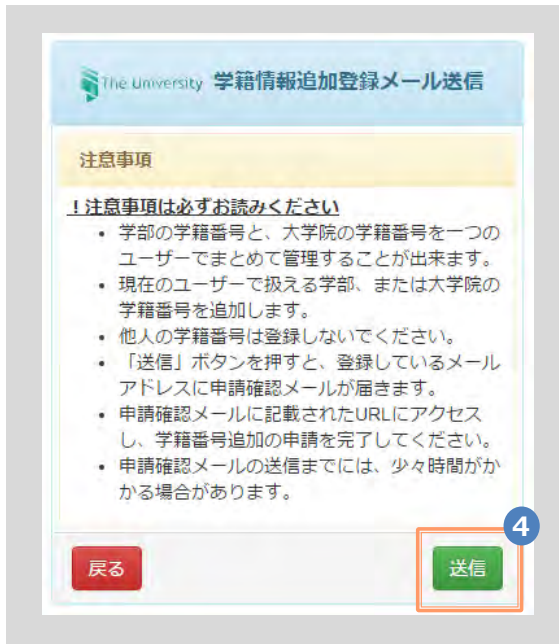 The University 学籍情報追加登録メール送信
注意事項
！注意事項は必ずお読みください
• 学部の学籍番号と、大学院の学籍番号を一つの
ユーザーでまとめて管理することが出来ます。
• 現在のユーザーで扱える学部、または大学院の
学籍番号を追加します。
• 他人の学籍番号は登録しないでください。
• 「送信」ボタンを押すと、登録しているメール
アドレスに申請確認メールが届きます。
• 申請確認メールに記載されたURLにアクセス
し、学籍番号追加の申請を完了してください。
• 申請確認メールの送信までには、少々時間がか
かる場合があります。
4
戻る 送信